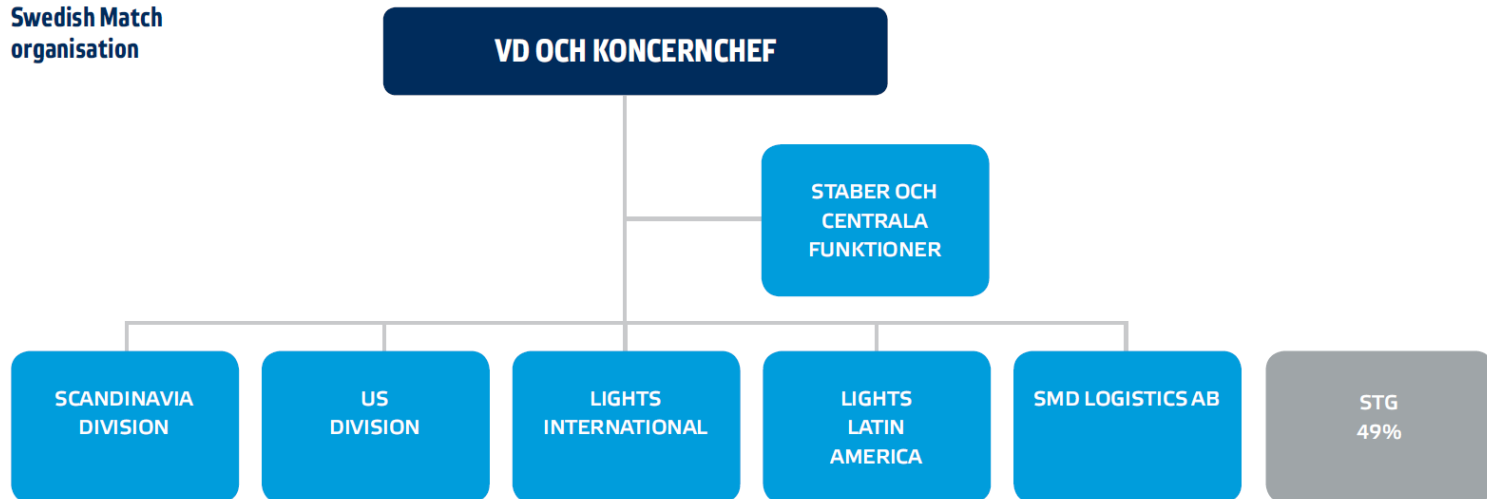 Swedish Match
organisation
VD OCH KONCERNCHEF
STABER OCH
CENTRALA
FUNKTIONER
SCANDINAVIA
DIVISION
US
DIVISION
LIGHTS
INTERNATIONAL
LIGHTS
LATIN
AMERICA
SMD LOGISTICS AB
STG
49%